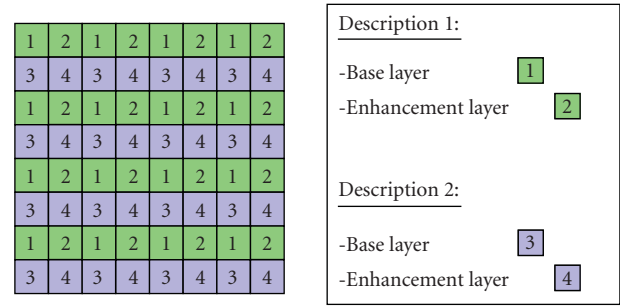 1 2 1 2 1 2 1 2
3 4 3 4 3 4 3 4
1 2 1 2 1 2 1 2
3 4 3 4 3 4 3 4
1 2 1 2 1 2 1 2
3 4 3 4 3 4 3 4
1 2 1 2 1 2 1 2
3 4 3 4 3 4 3 4
Description 1:
-Base layer 1
-Enhancement layer 2
Description 2:
-Base layer 3
-Enhancement layer 4